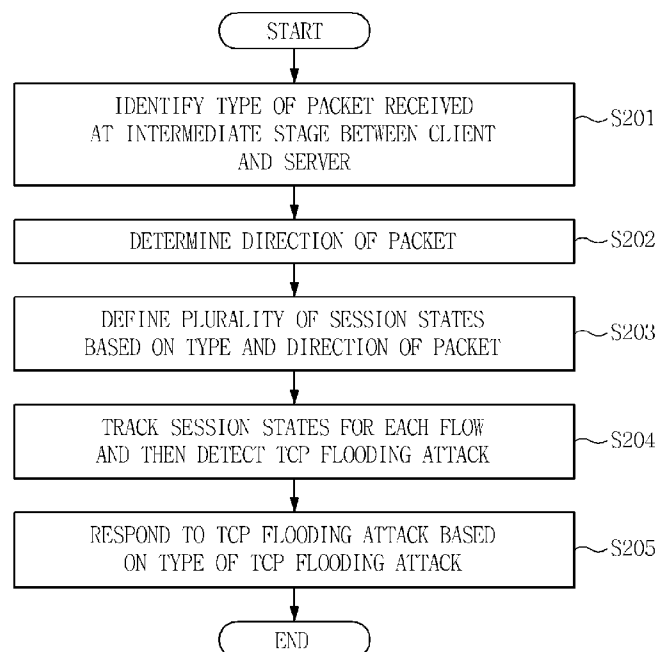 START
IDENTIFY TYPE OF PACKET RECEIVED
AT INTERMEDIATE STAGE BETWEEN CLIENT
AND SERVER
S201
DETERMINE DIRECTION OF PACKET
S202
DEFINE PLURALITY OF SESSION STATES
BASED ON TYPE AND DIRECTION OF PACKET
S203
TRACK SESSION STATES FOR EACH FLOW
AND THEN DETECT TCP FLOODING ATTACK
S204
RESPOND TO TCP FLOODING ATTACK BASED
ON TYPE OF TCP FLOODING ATTACK
S205
END